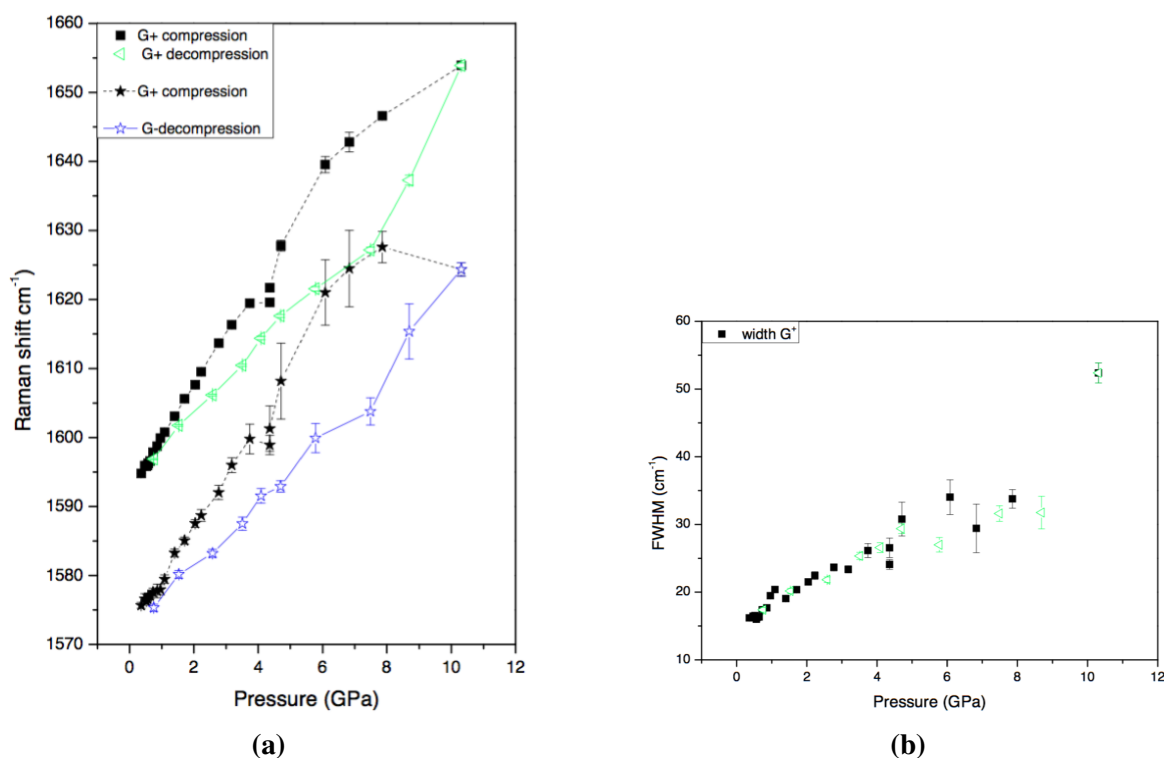 1660
1650
1640
1630
1620
1610
1600
1590
1580
1570
Raman shift cm-1
G+ compression
G+ decompression
G+ compression
G-decompression
0 2 4 6 8 10 12
Pressure (GPa)
(a)
60
50
40
30
20
10
FWHM (cm-1)
width G+
0 2 4 6 8 10 12
Pressure (GPa)
(b)